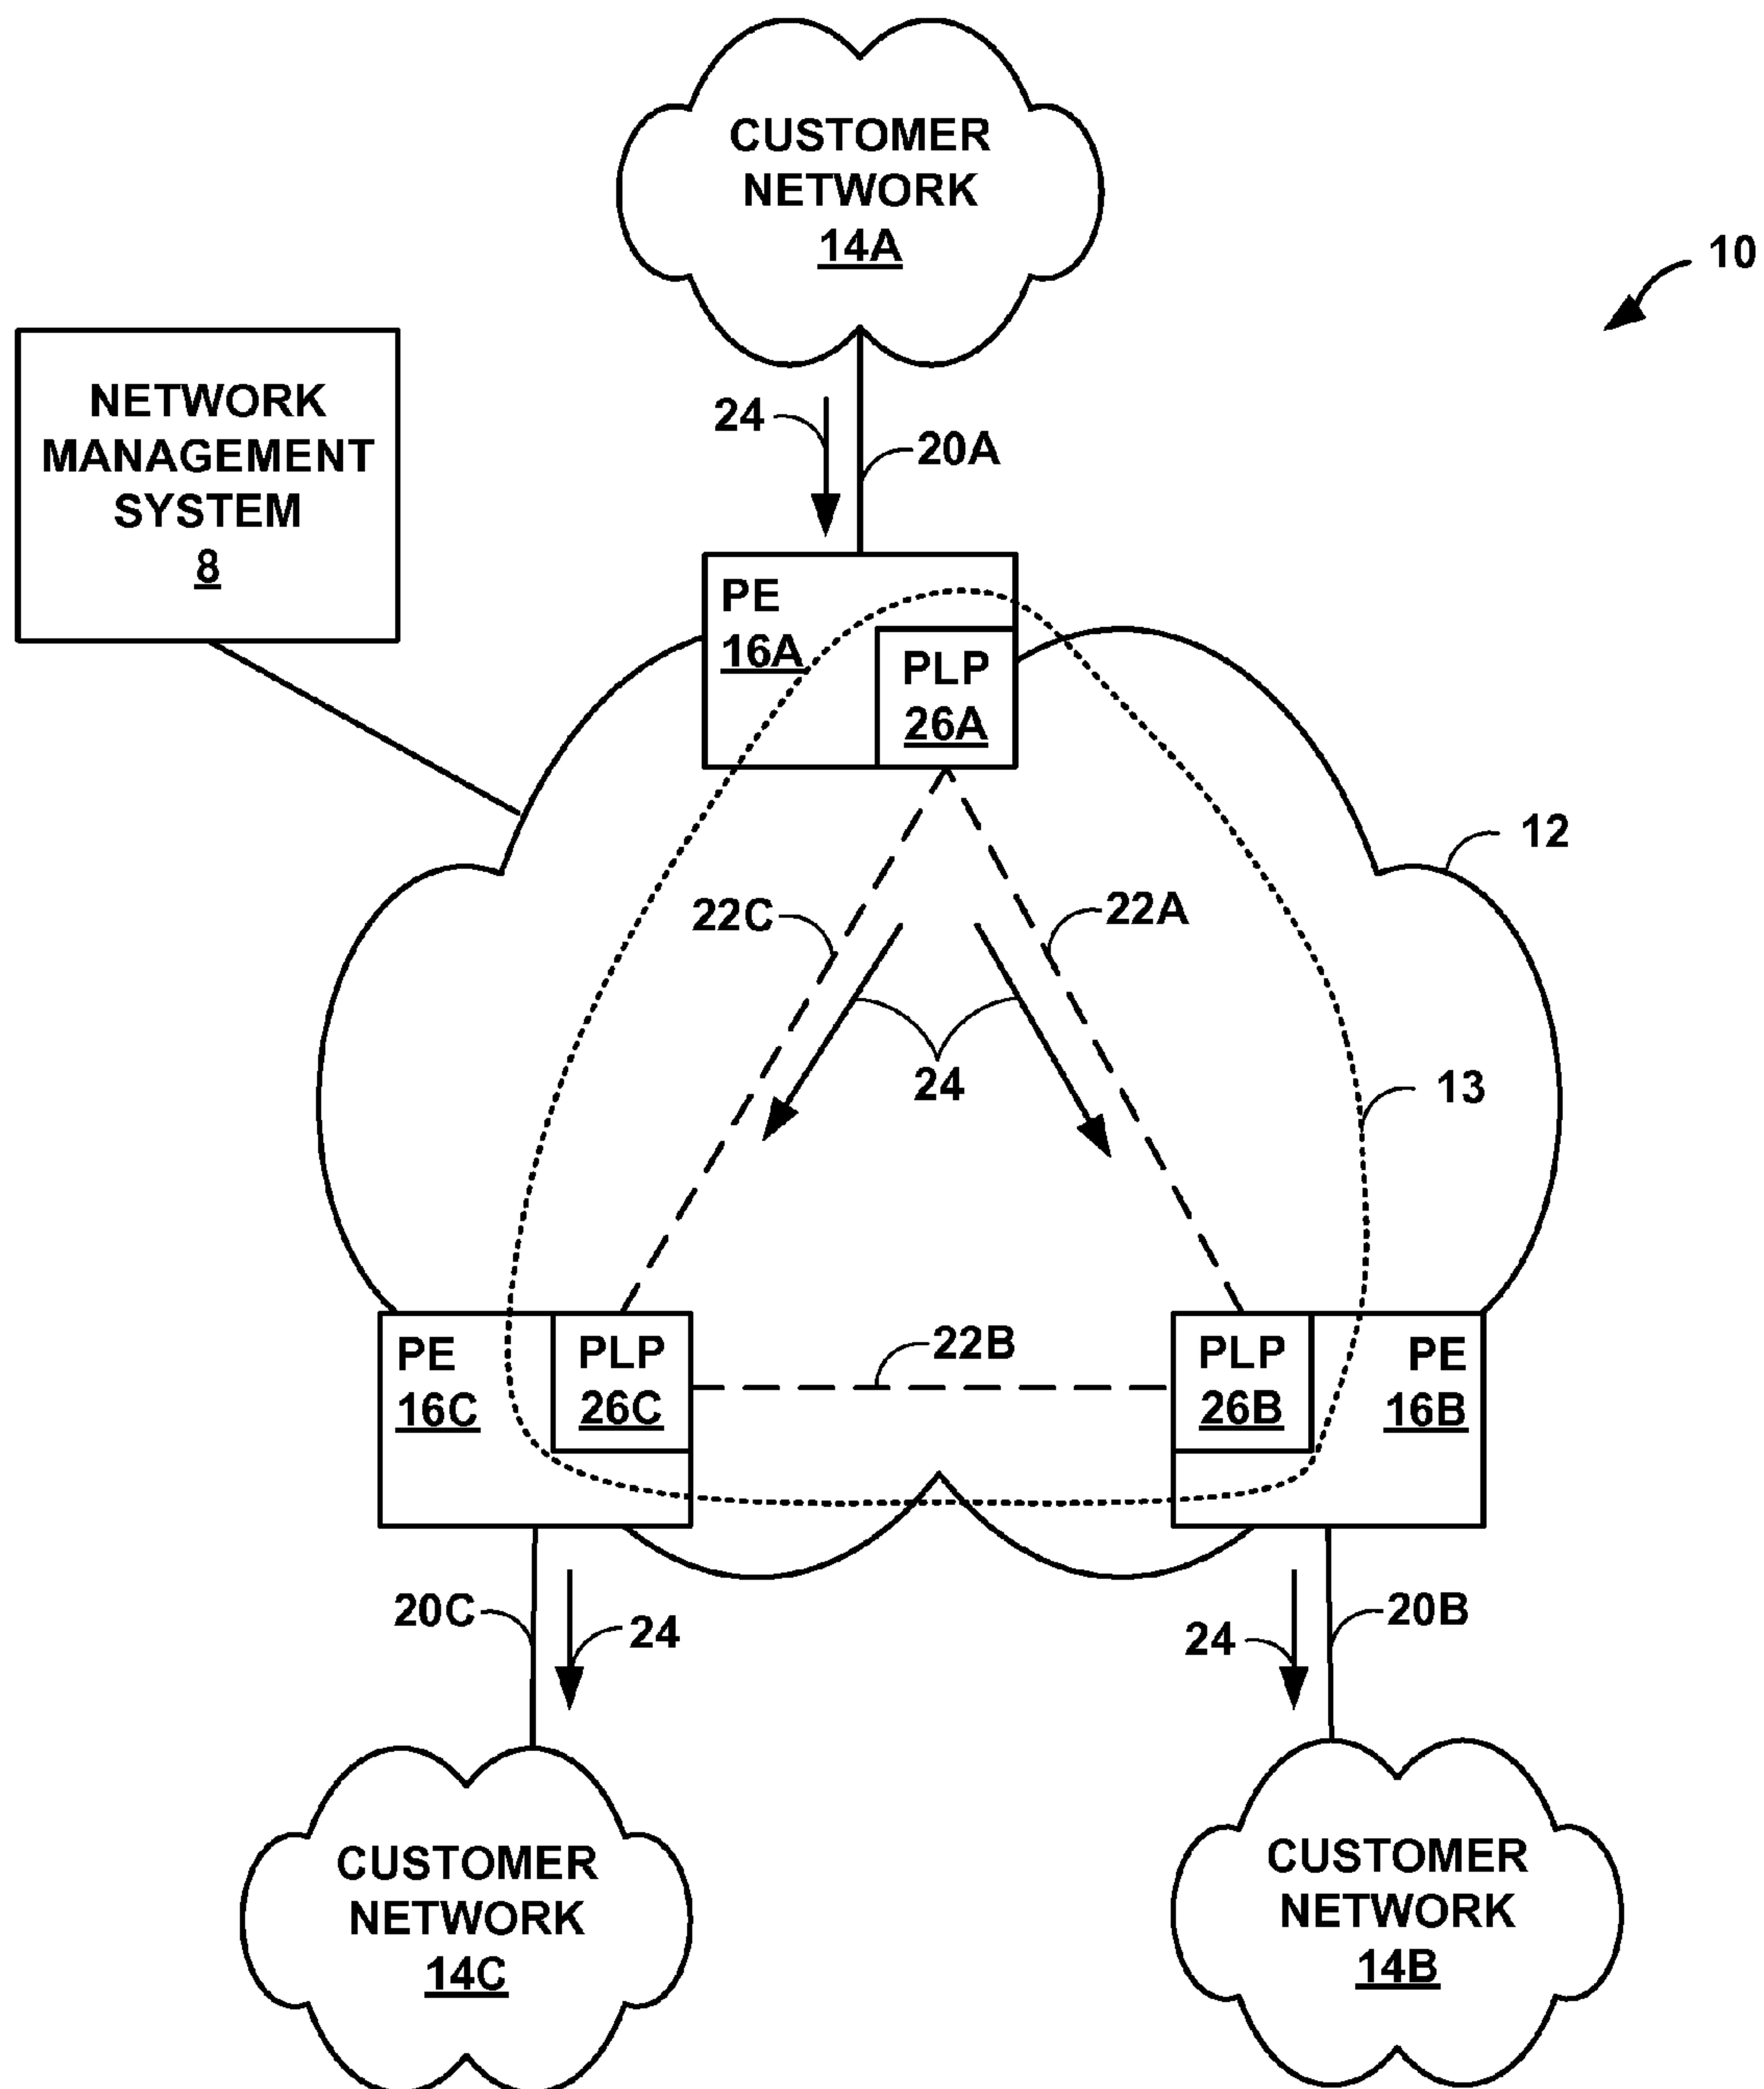 CUSTOMER
NETWORK
14A
10
NETWORK
MANAGEMENT
SYSTEM
8
24
20A
PE
16A
PLP
26A
12
22C
22A
24
13
PE
16C
PLP
26C
22B
PLP
26B
PE
16B
20C
24
24
20B
CUSTOMER
NETWORK
14C
CUSTOMER
NETWORK
14B